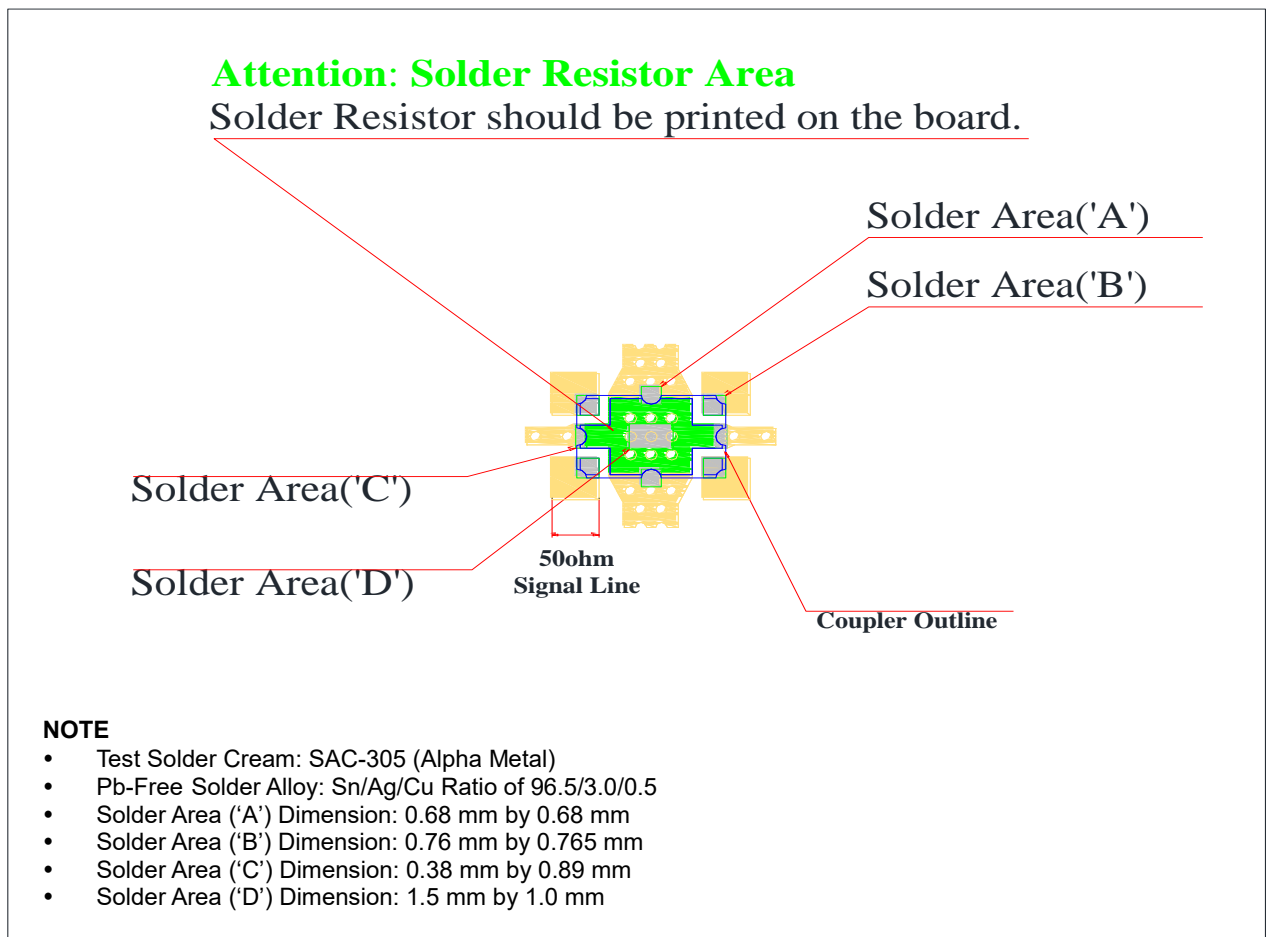 Attention: Solder Resistor Area
Solder Resistor should be printed on the board.
Solder Area('A')
Solder Area('B')
Solder Area('C')
Solder Area('D')
50ohm
Signal Line
Coupler Outline
NOTE
• Test Solder Cream: SAC-305 (Alpha Metal)
• Pb-Free Solder Alloy: Sn/Ag/Cu Ratio of 96.5/3.0/0.5
• Solder Area (‘A’) Dimension: 0.68 mm by 0.68 mm
• Solder Area (‘B’) Dimension: 0.76 mm by 0.765 mm
• Solder Area (‘C’) Dimension: 0.38 mm by 0.89 mm
• Solder Area (‘D’) Dimension: 1.5 mm by 1.0 mm